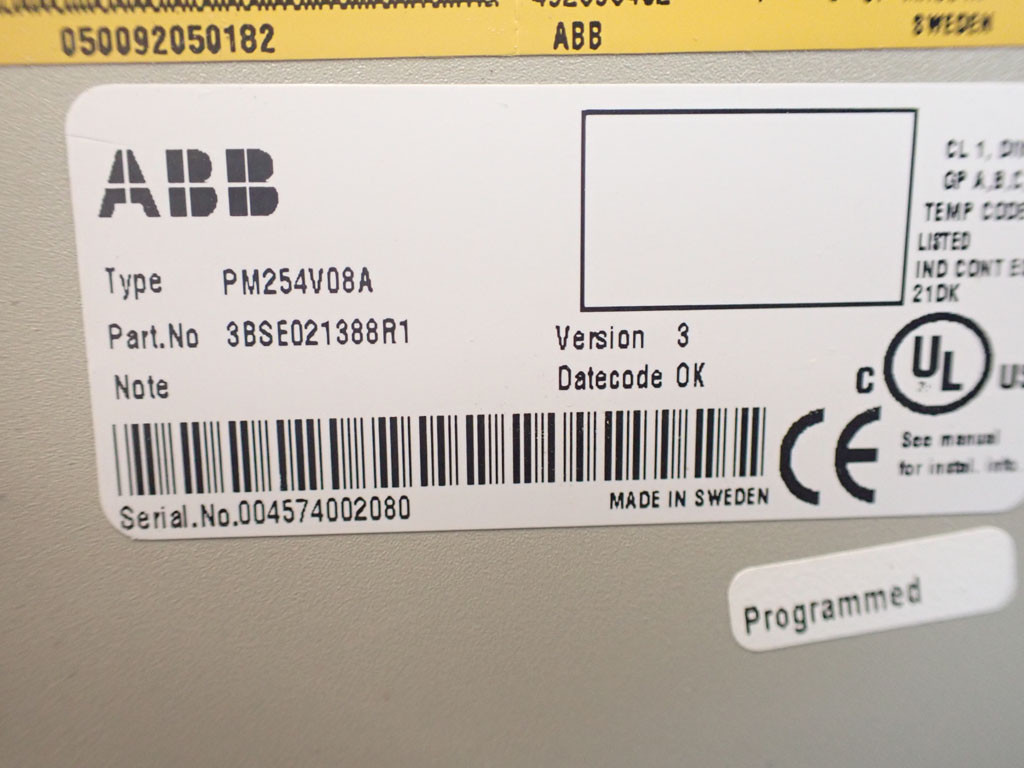 050092050182
ABB
SWEDEN
ABB
Type PM254V08A
Part.No 3BSE021388R1
Note
Version 3
Datecode OK
Serial.No.004574002080
MADE IN SWEDEN
CL 1,
GP A,B,C
TEMP CODE
LISTED
IND CONT
21DK
C UL US
CE
See manual
for instal. info.
Programmed